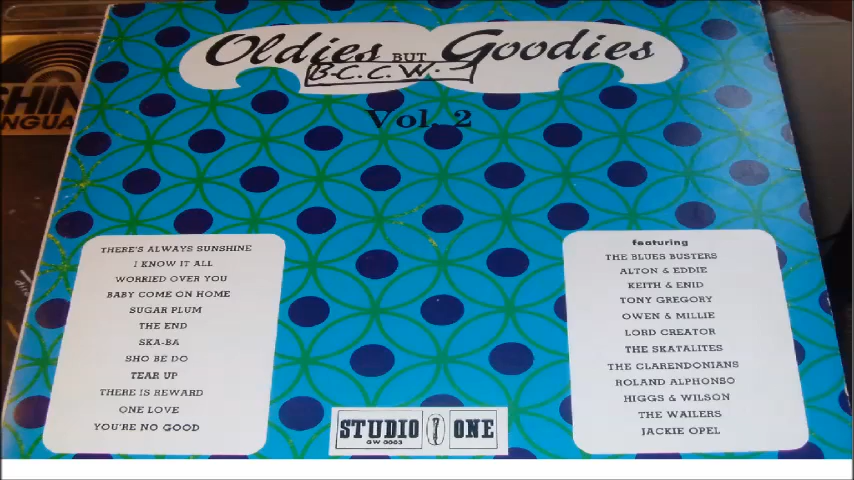 Oldies BUT Goodies
B.C.C.W.
Vol. 2
THERE'S ALWAYS SUNSHINE
I KNOW IT ALL
WORRIED OVER YOU
BABY COME ON HOME
SUGAR PLUM
THE END
SKA-BA
SHO BE DO
TEAR UP
THERE IS REWARD
ONE LOVE
YOU'RE NO GOOD
featuring
THE BLUES BUSTERS
ALTON & EDDIE
KEITH & ENID
TONY GREGORY
OWEN & MILLIE
LORD CREATOR
THE SKATALITES
THE CLARENDONIANS
ROLAND ALPHONSO
HIGGS & WILSON
THE WAILERS
JACKIE OPEL
STUDIO ONE
GW 0003